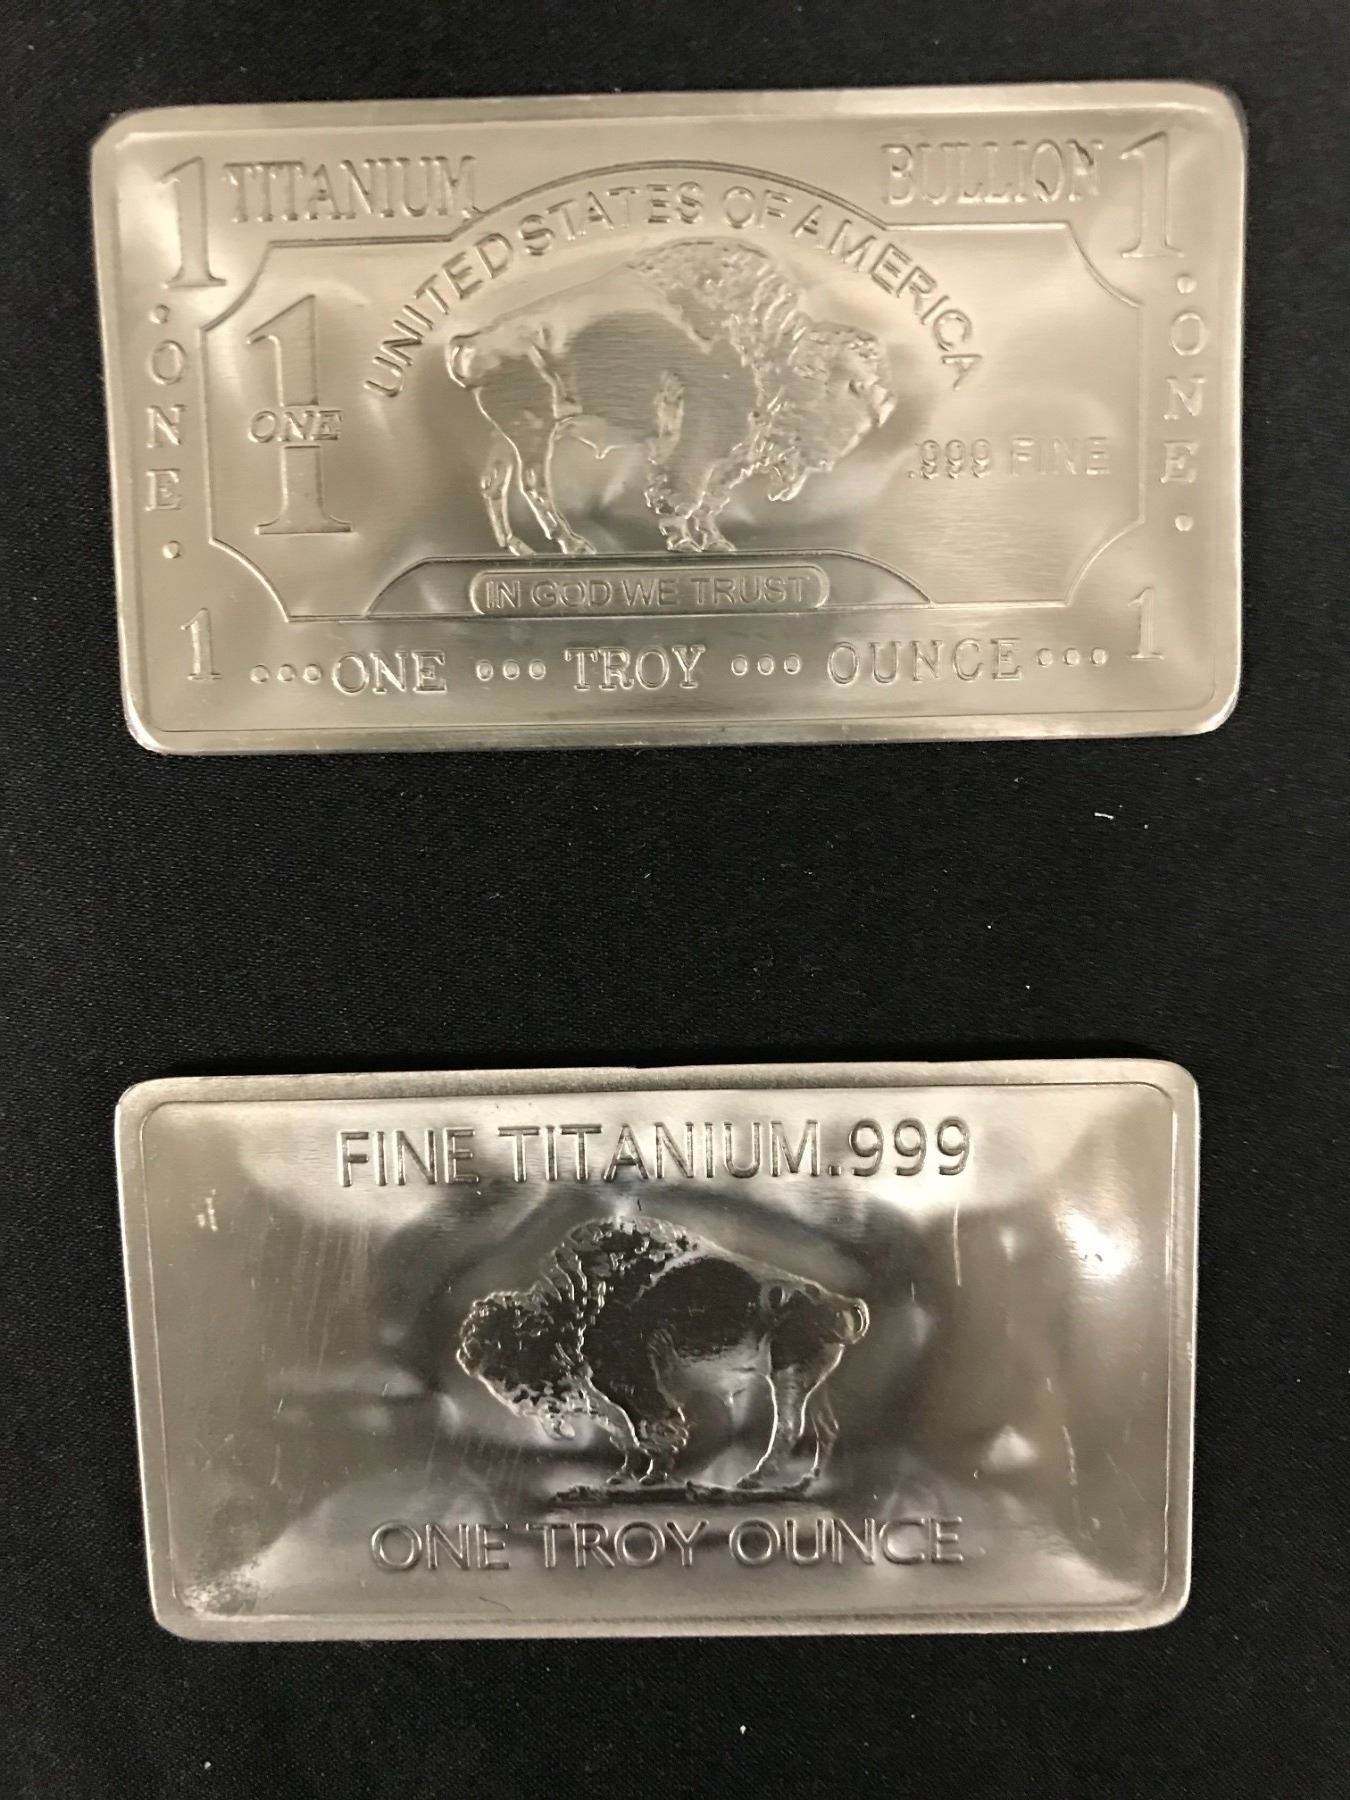 1 TITANIUM BULLION 1
UNITED STATES OF AMERICA
• ONE •
1
ONE
.999 FINE
• ONE •
IN GOD WE TRUST
1 •••ONE ••• TROY ••• OUNCE••• 1
FINE TITANIUM.999
ONE TROY OUNCE